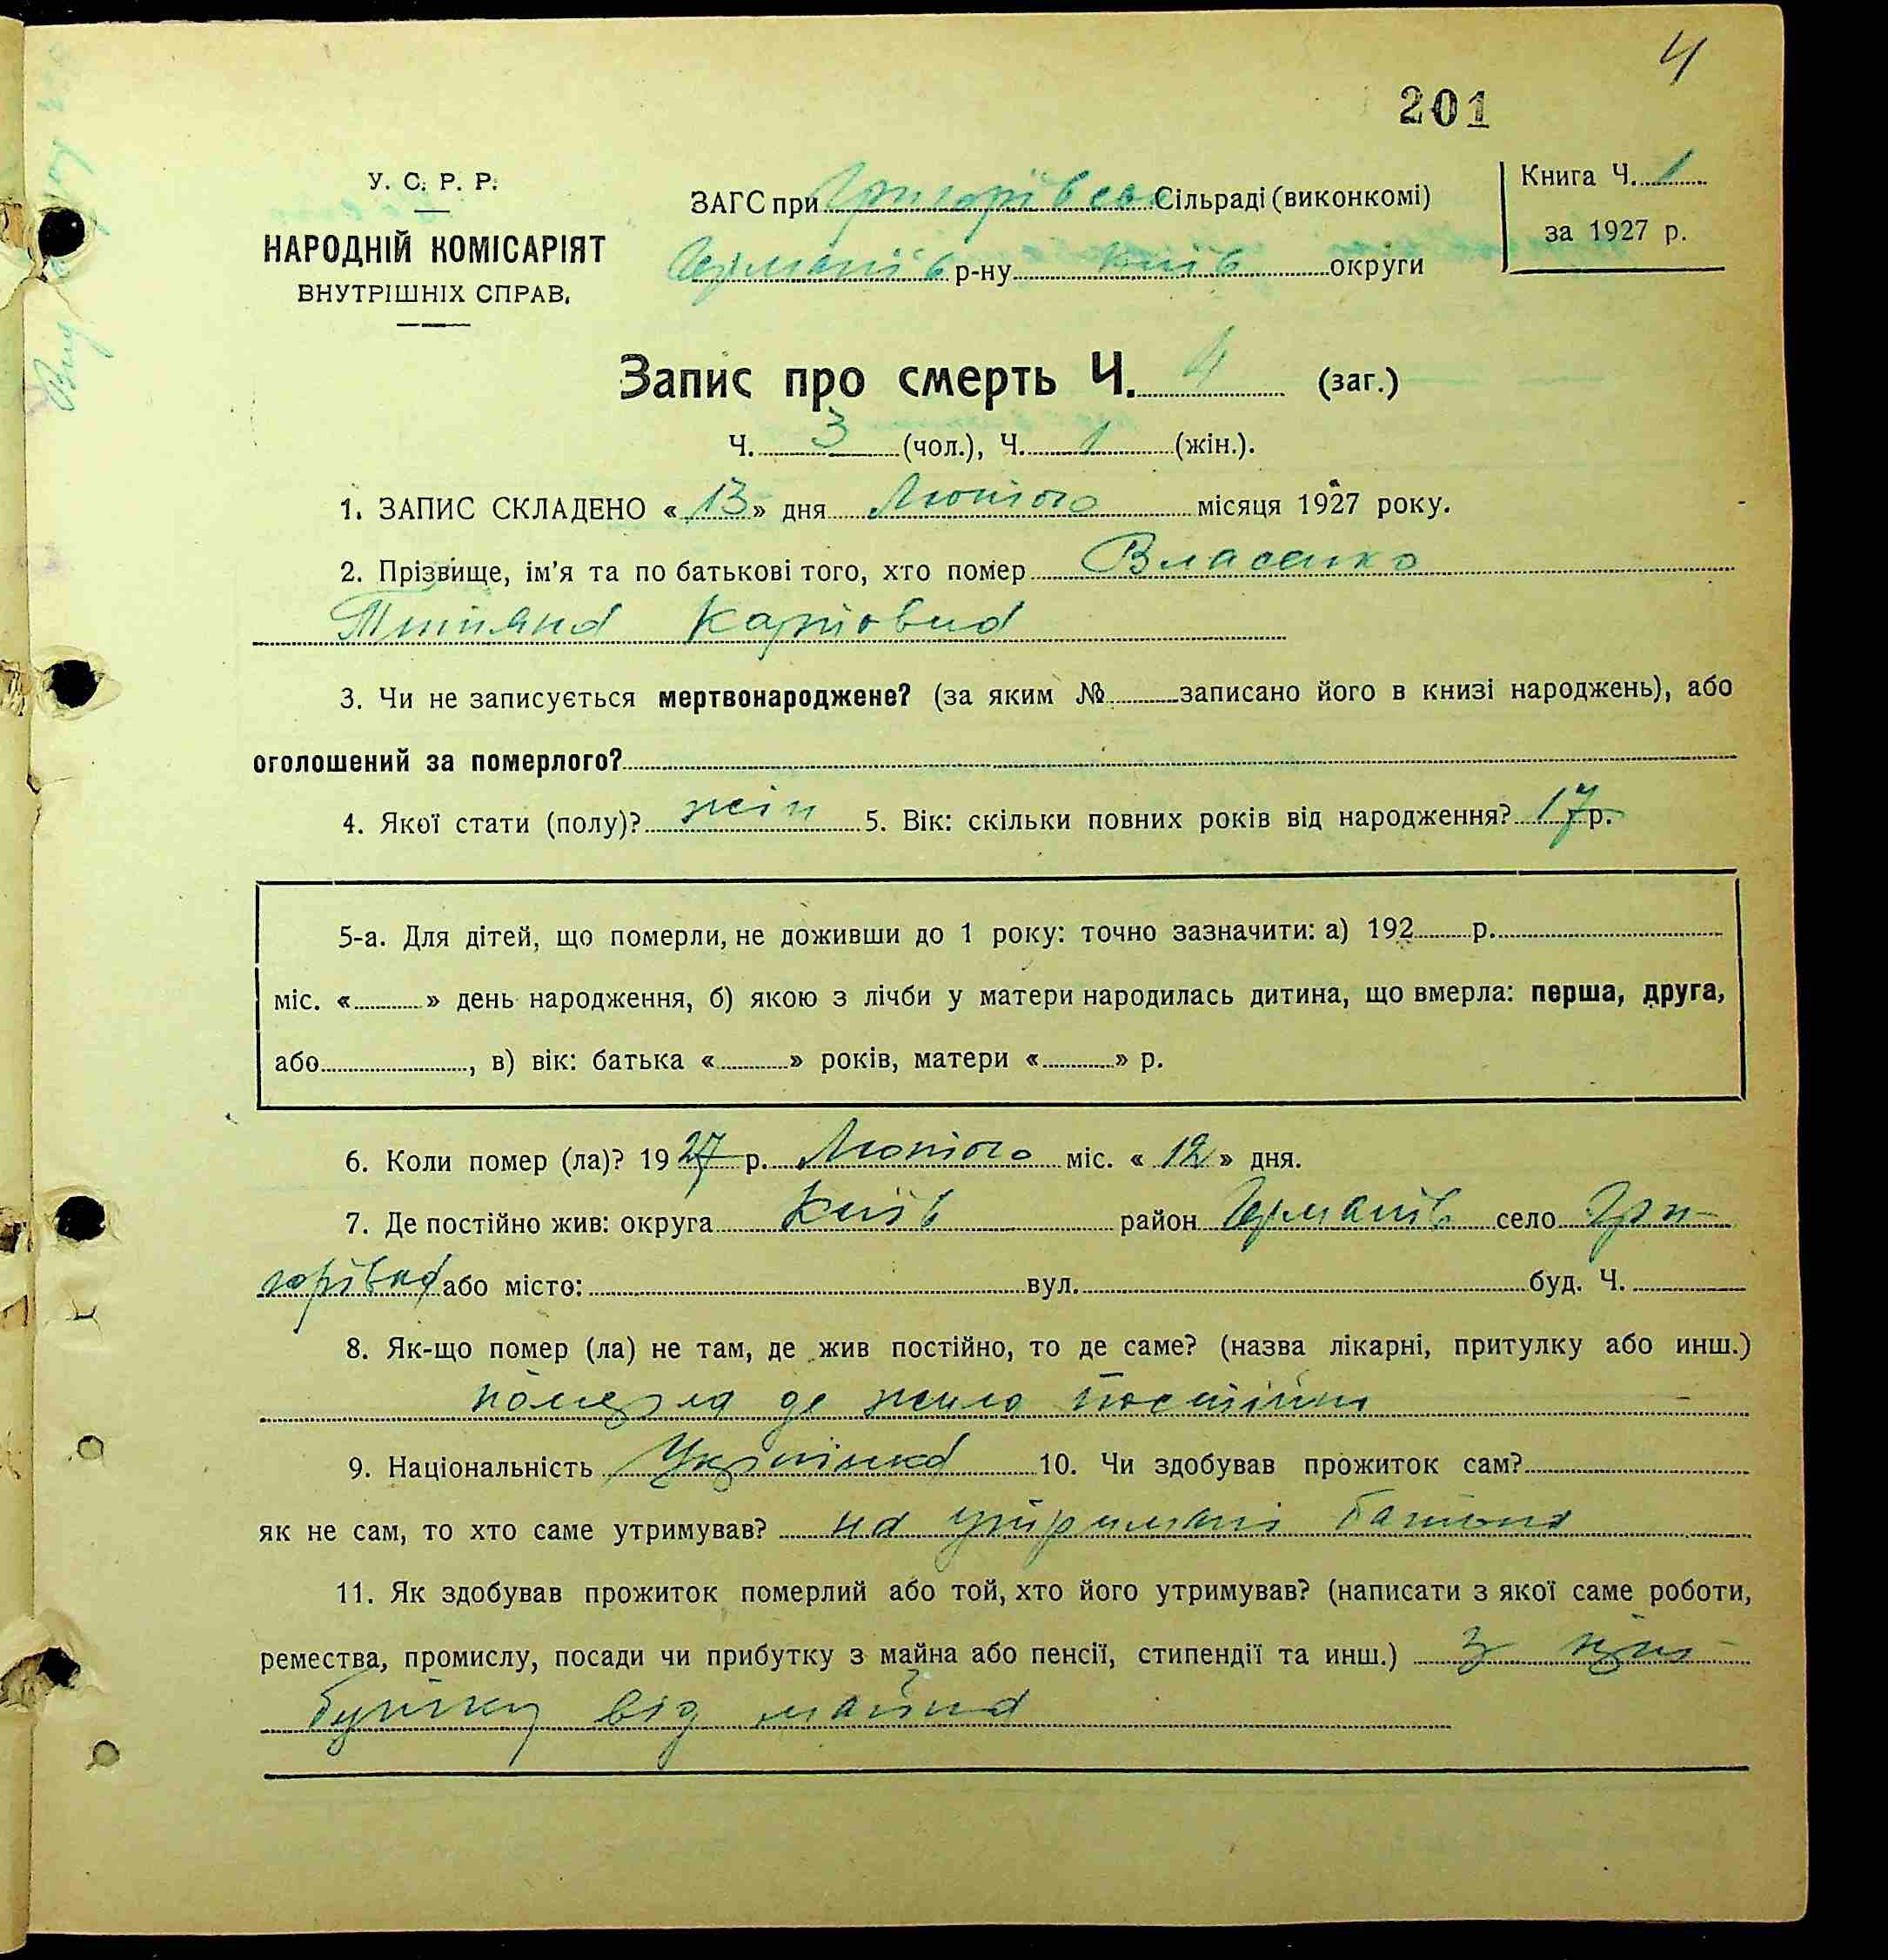 4
201
У. С. Р. Р.
НАРОДНІЙ КОМІСАРІЯТ
ВНУТРІШНІХ СПРАВ.
ЗАГС при Григорівськ Сільраді (виконкомі)
Германів р-ну Київ округи
Книга Ч. 1
за 1927 р.
Запис про смерть Ч. 4 (заг.)
Ч. 3 (чол.), Ч. 1 (жін.).
1. ЗАПИС СКЛАДЕНО « 13 » дня Лютого місяця 1927 року.
2. Прізвище, ім'я та по батькові того, хто помер Власенко
Титяна Карповна
3. Чи не записується мертвонароджене? (за яким № записано його в книзі народжень), або
оголошений за померлого?
4. Якої стати (полу)? жін 5. Вік: скільки повних років від народження? 17 р.
5-а. Для дітей, що померли, не доживши до 1 року: точно зазначити: а) 192 р.
міс. « » день народження, б) якою з лічби у матери народилась дитина, що вмерла: перша, друга,
або , в) вік: батька « » років, матери « » р.
6. Коли помер (ла)? 1927 р. Лютого міс. « 12 » дня.
7. Де постійно жив: округа Київ район Германів село Гри-
горівка або місто: вул. буд. Ч.
8. Як-що помер (ла) не там, де жив постійно, то де саме? (назва лікарні, притулку або инш.)
померла де жила постійно
9. Національність Українка 10. Чи здобував прожиток сам?
як не сам, то хто саме утримував? на утримані батька
11. Як здобував прожиток померлий або той, хто його утримував? (написати з якої саме роботи,
ремества, промислу, посади чи прибутку з майна або пенсії, стипендії та инш.) з при-
бутку від майна